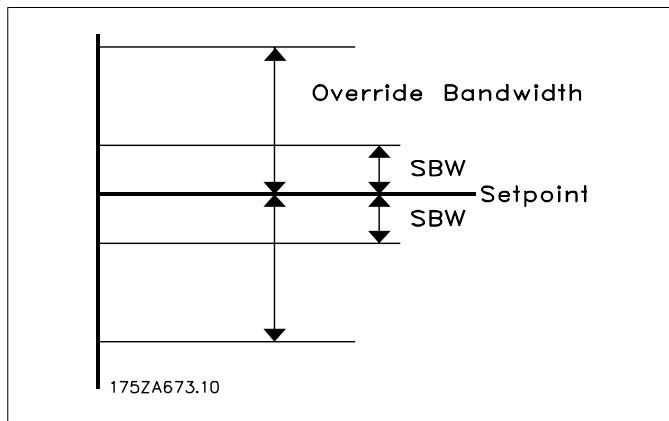 Override Bandwidth
SBW
Setpoint
SBW
175ZA673.10